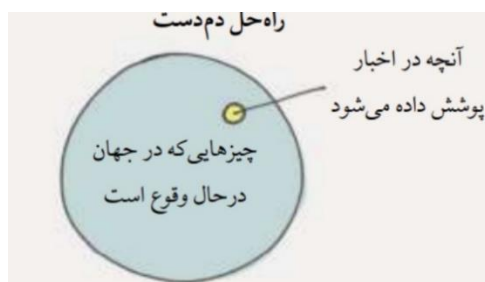 راه‌حل دم‌دست
آنچه در اخبار
پوشش داده می‌شود
چیزهایی‌که در جهان
درحال وقوع است